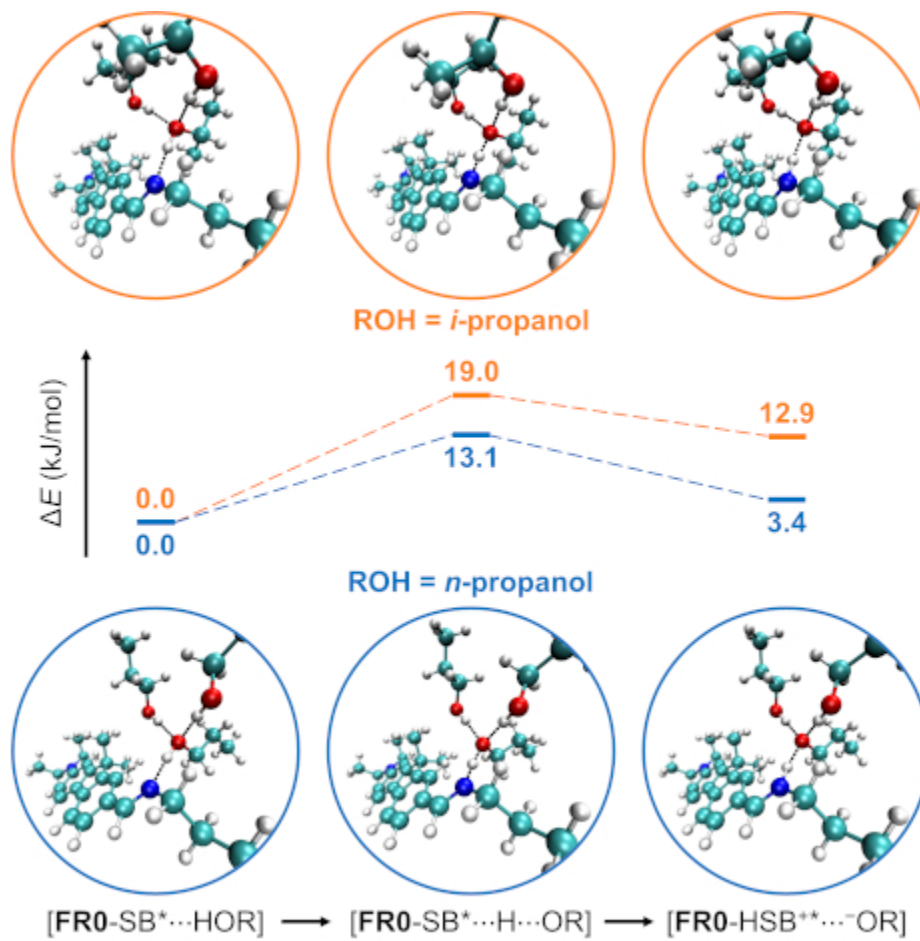 ROH = i-propanol
ΔE (kJ/mol)
19.0
12.9
0.0
13.1
0.0
3.4
ROH = n-propanol
[FR0-SB*···HOR] → [FR0-SB*···H···OR] → [FR0-HSB⁺*···⁻OR]